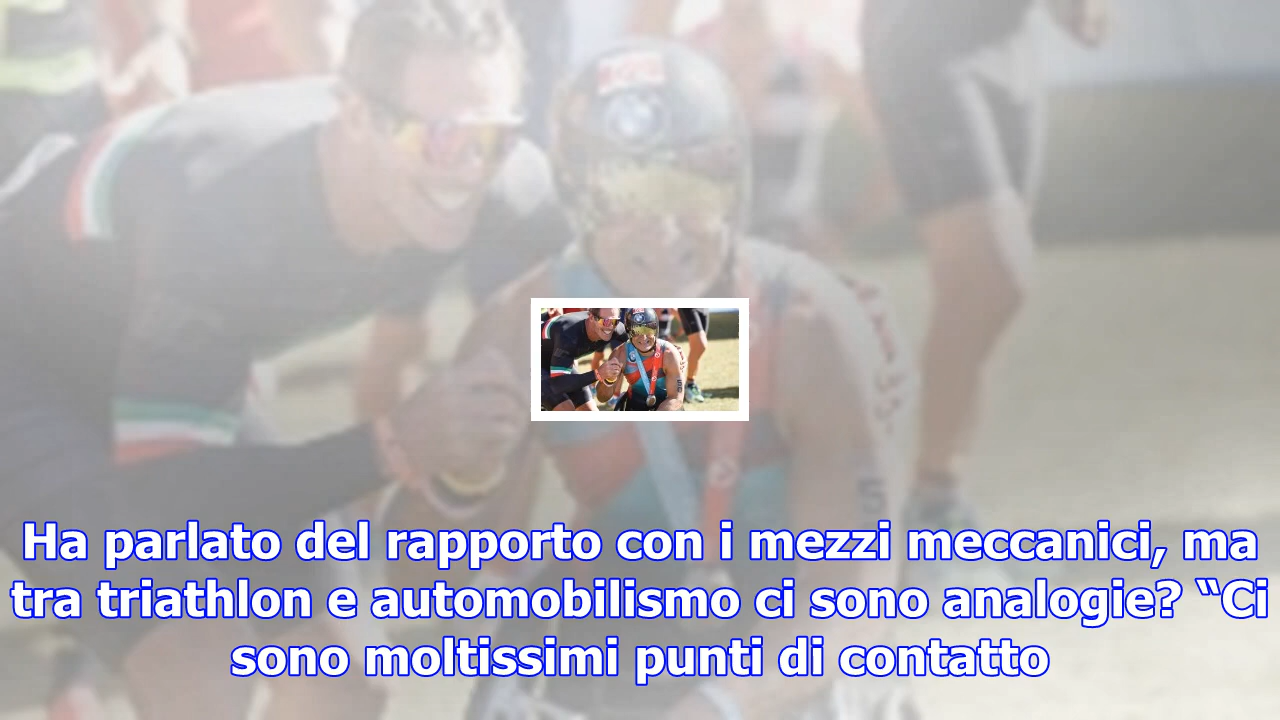 Ha parlato del rapporto con i mezzi meccanici, ma
tra triathlon e automobilismo ci sono analogie? “Ci
sono moltissimi punti di contatto